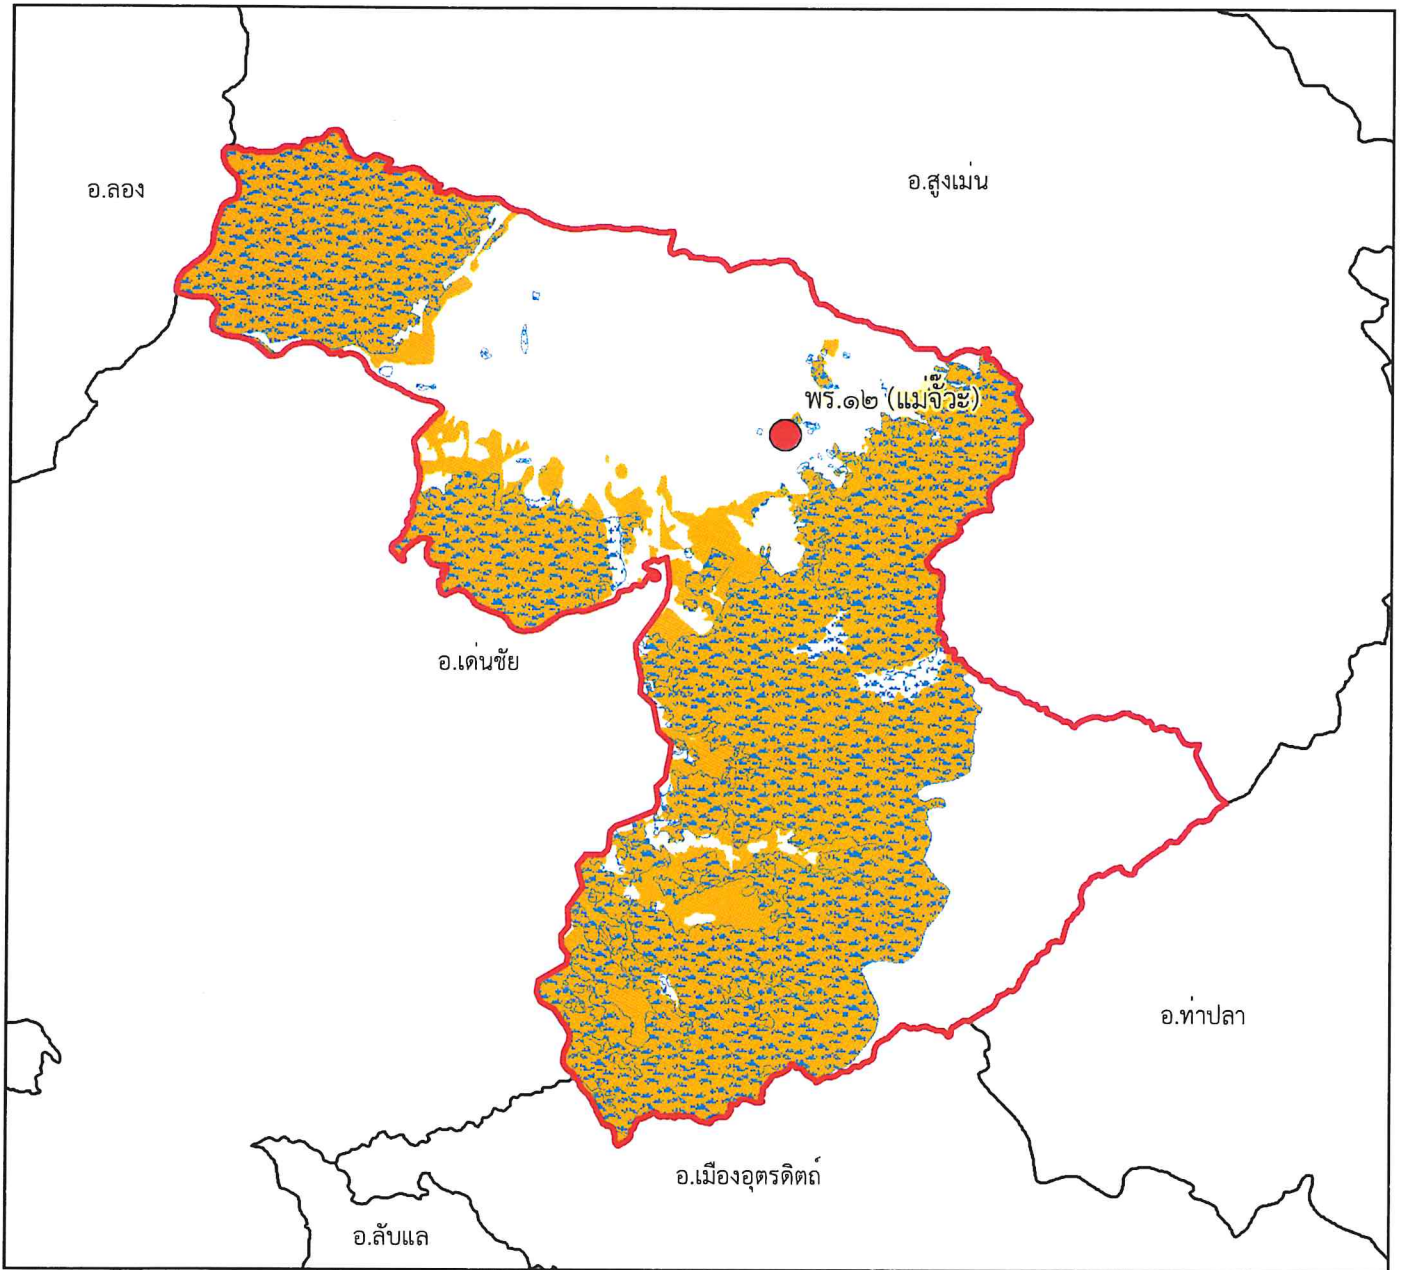 อ.ลอง
อ.สูงเม่น
พร.๑๒ (แม่จั๊วะ)
อ.เด่นชัย
อ.ท่าปลา
อ.เมืองอุตรดิตถ์
อ.ลับแล